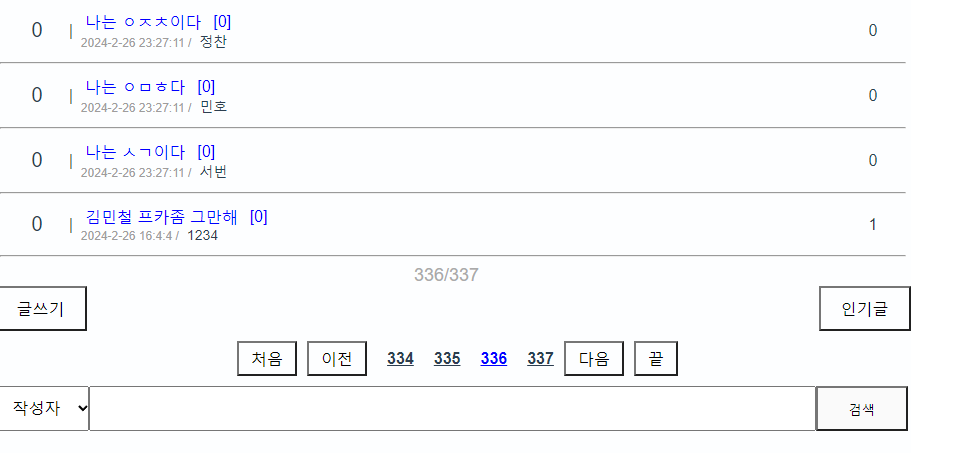 0 | 나는 ㅇㅈㅊ이다 [0] 0
2024-2-26 23:27:11 / 정찬
0 | 나는 ㅇㅁㅎ다 [0] 0
2024-2-26 23:27:11 / 민호
0 | 나는 ㅅㄱ이다 [0] 0
2024-2-26 23:27:11 / 서번
0 | 김민철 프카좀 그만해 [0] 1
2024-2-26 16:4:4 / 1234
336/337
글쓰기 인기글
처음 이전 334 335 336 337 다음 끝
작성자 검색